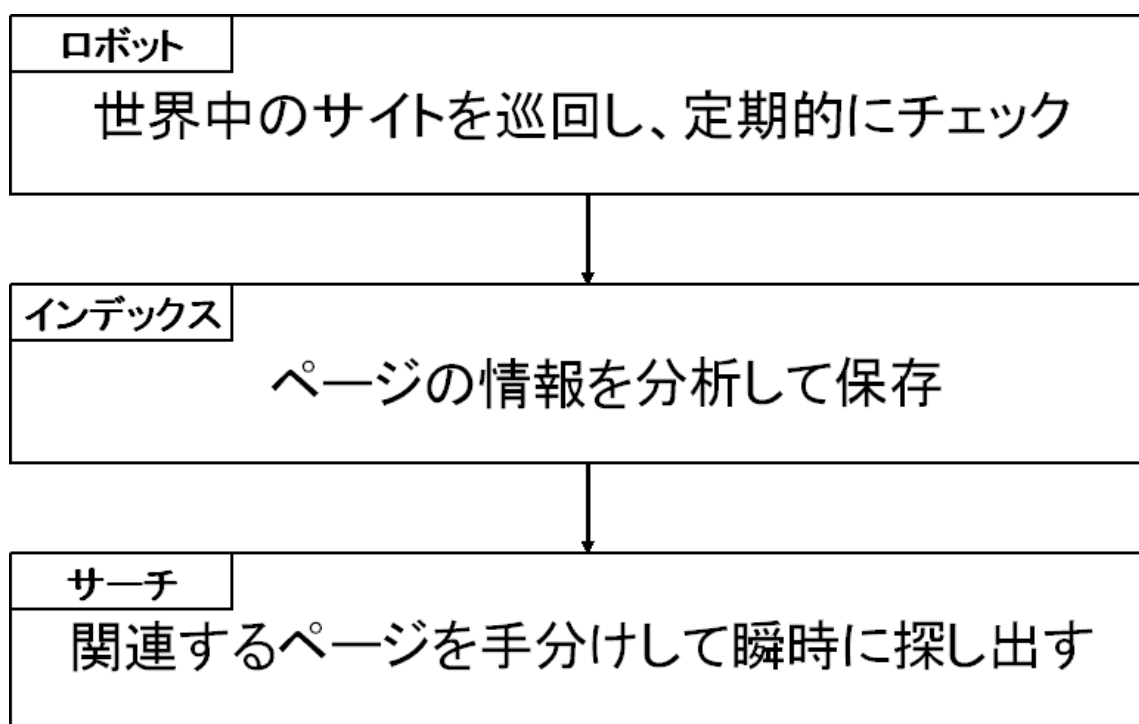 ロボット
世界中のサイトを巡回し、定期的にチェック
インデックス
ページの情報を分析して保存
サーチ
関連するページを手分けして瞬時に探し出す